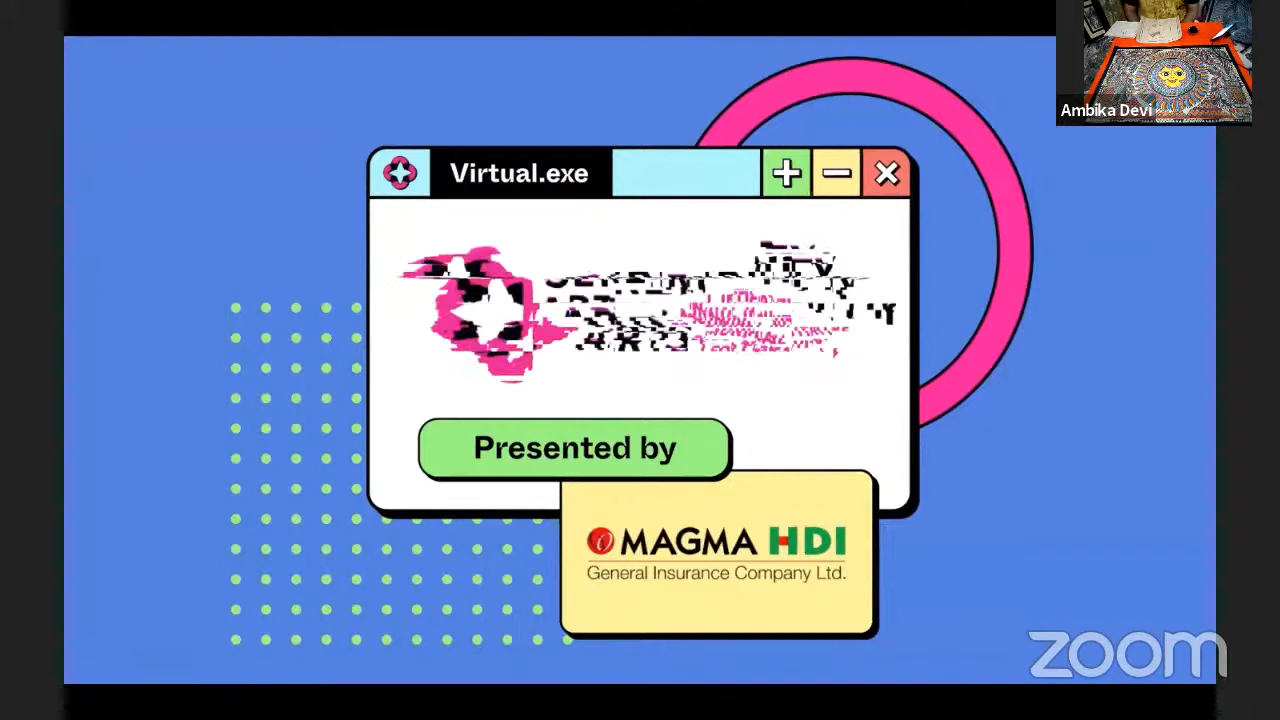 Ambika Devi
Virtual.exe
Presented by
MAGMA HDI
General Insurance Company Ltd.
zoom